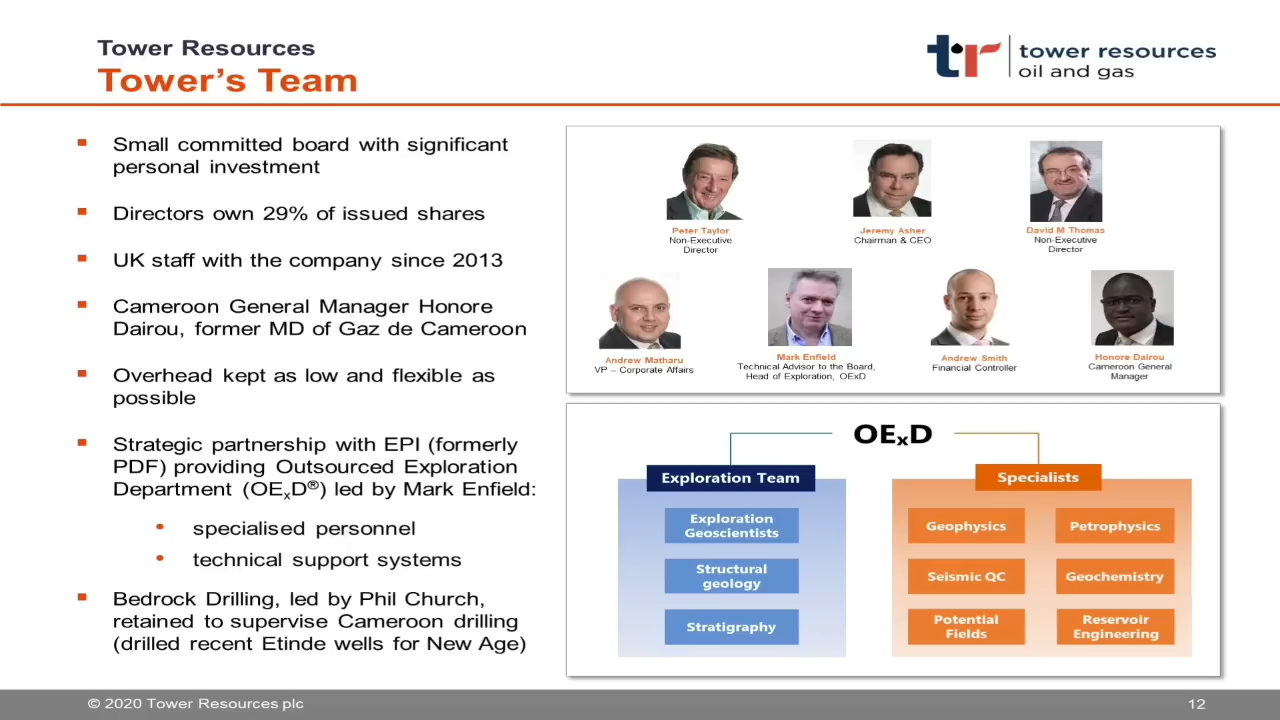 Tower Resources
Tower's Team
tr
tower resources
oil and gas
Small committed board with significant
personal investment
Directors own 29% of issued shares
UK staff with the company since 2013
Cameroon General Manager Honore
Dairou, former MD of Gaz de Cameroon
Overhead kept as low and flexible as
possible
Strategic partnership with EPI (formerly
PDF) providing Outsourced Exploration
Department (OExD®) led by Mark Enfield:
specialised personnel
technical support systems
Bedrock Drilling, led by Phil Church,
retained to supervise Cameroon drilling
(drilled recent Etinde wells for New Age)
Peter Taylor
Non-Executive
Director
Jeremy Asher
Chairman & CEO
David M Thomas
Non-Executive
Director
Andrew Matharu
VP – Corporate Affairs
Mark Enfield
Technical Advisor to the Board,
Head of Exploration, OExD
Andrew Smith
Financial Controller
Honore Dairou
Cameroon General
Manager
OExD
Exploration Team
Exploration
Geoscientists
Structural
geology
Stratigraphy
Specialists
Geophysics
Petrophysics
Seismic QC
Geochemistry
Potential
Fields
Reservoir
Engineering
© 2020 Tower Resources plc
12